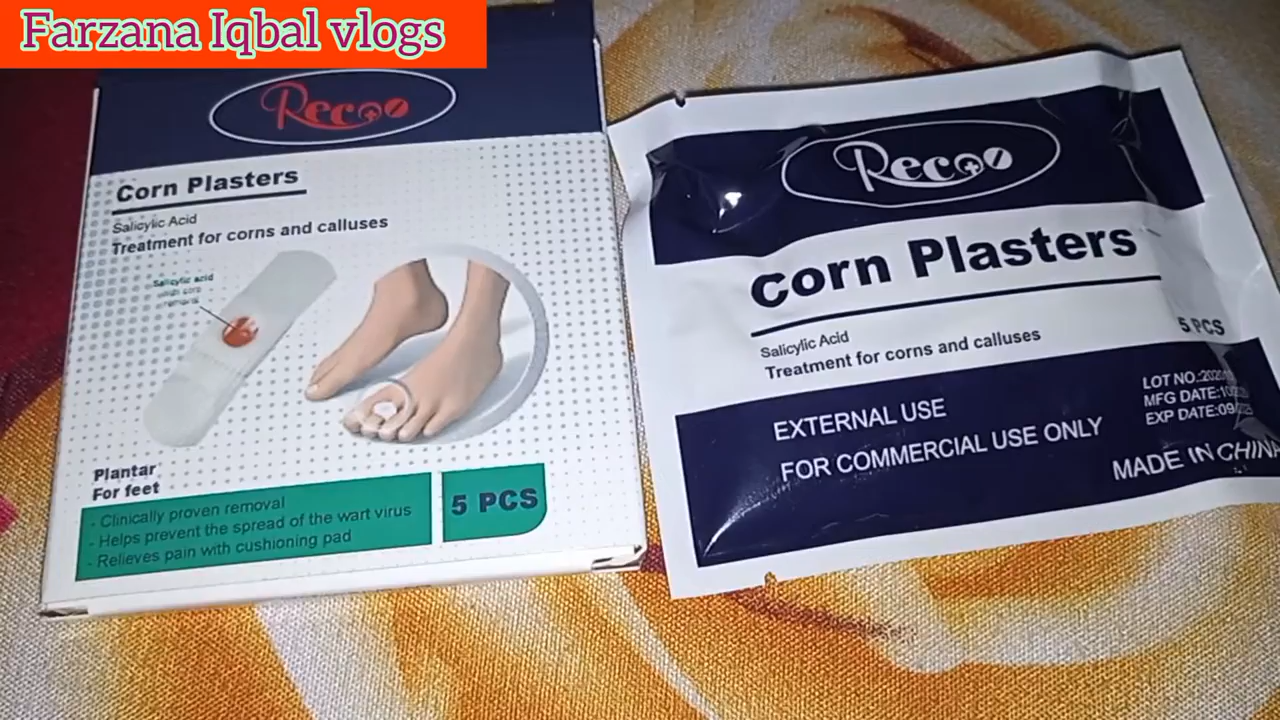 Farzana Iqbal vlogs
Recoo
Corn Plasters
Salicylic Acid
Treatment for corns and calluses
Salicylic acid
Plantar
For feet
- Clinically proven removal
- Helps prevent the spread of the wart virus
- Relieves pain with cushioning pad
5 PCS
Recoo
Corn Plasters
Salicylic Acid
Treatment for corns and calluses
5 PCS
EXTERNAL USE
FOR COMMERCIAL USE ONLY
LOT NO.:
MFG DATE:
EXP DATE:
MADE IN CHINA